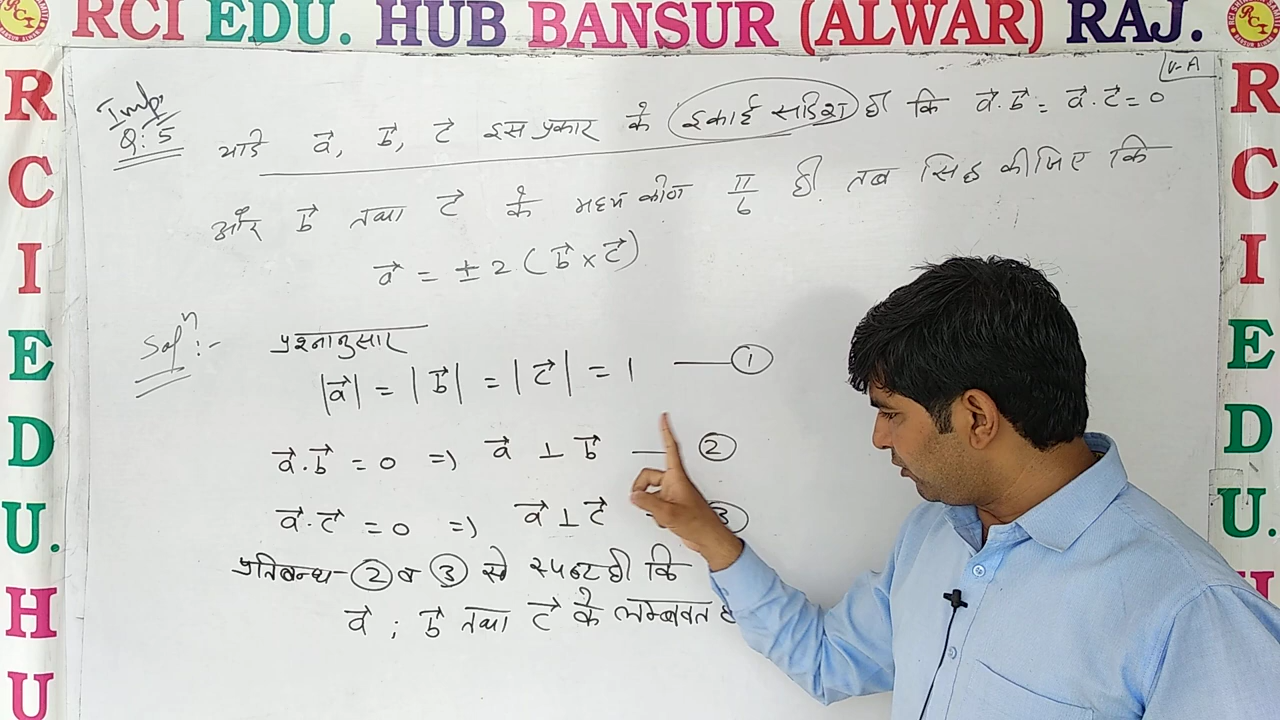 RCI EDU. HUB BANSUR (ALWAR) RAJ.
R
C
I
E
D
U.
H
U
V-A
Imp.
Q:5 यदि a⃗, b⃗, c⃗ इस प्रकार के इकाई सदिश हो कि a⃗.b⃗ = a⃗.c⃗ = 0
और b⃗ तथा c⃗ के मध्य कोण π/6 हो. तब सिद्ध कीजिए कि
a⃗ = ±2(b⃗×c⃗)
Solⁿ:- प्रश्नानुसार
|a⃗| = |b⃗| = |c⃗| = 1 — ①
a⃗.b⃗ = 0 ⇒ a⃗ ⊥ b⃗ — ②
a⃗.c⃗ = 0 ⇒ a⃗ ⊥ c⃗ ③
प्रतिबन्ध-② व ③ से स्पष्ट है कि
a⃗ ; b⃗ तथा c⃗ के लम्बवत
R
C
I
E
D
U.